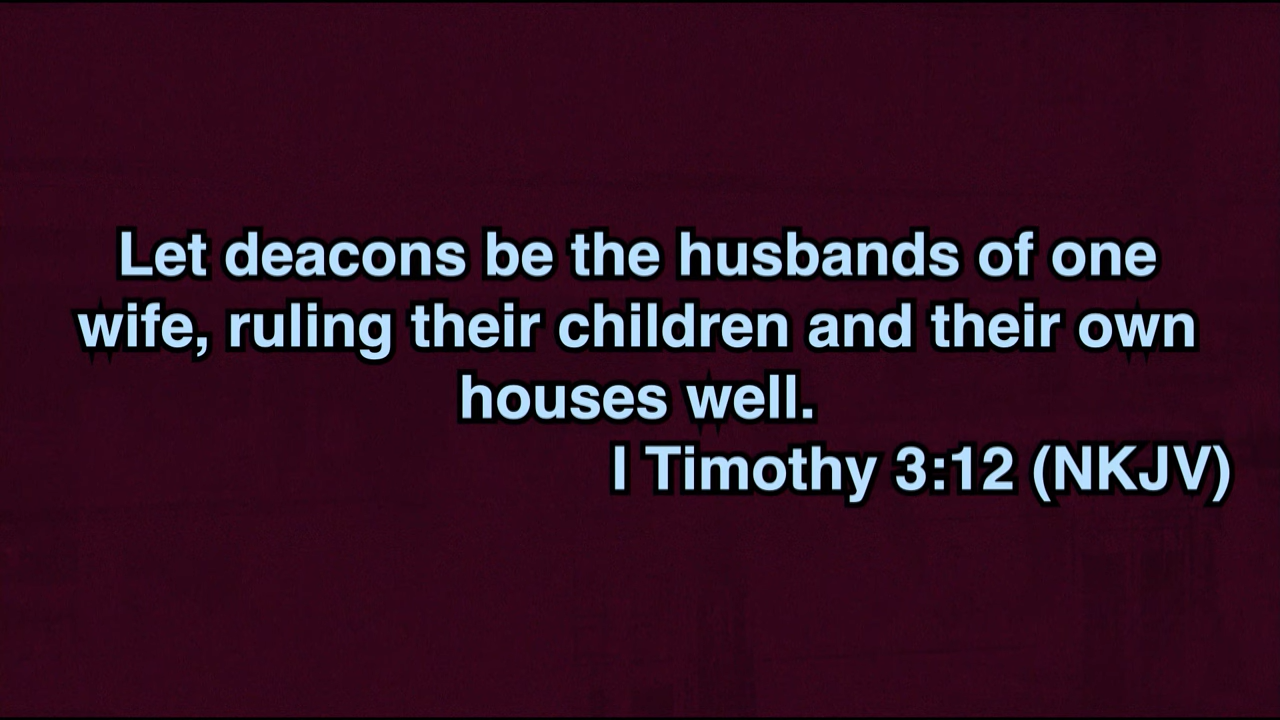 Let deacons be the husbands of one
wife, ruling their children and their own
houses well.
I Timothy 3:12 (NKJV)